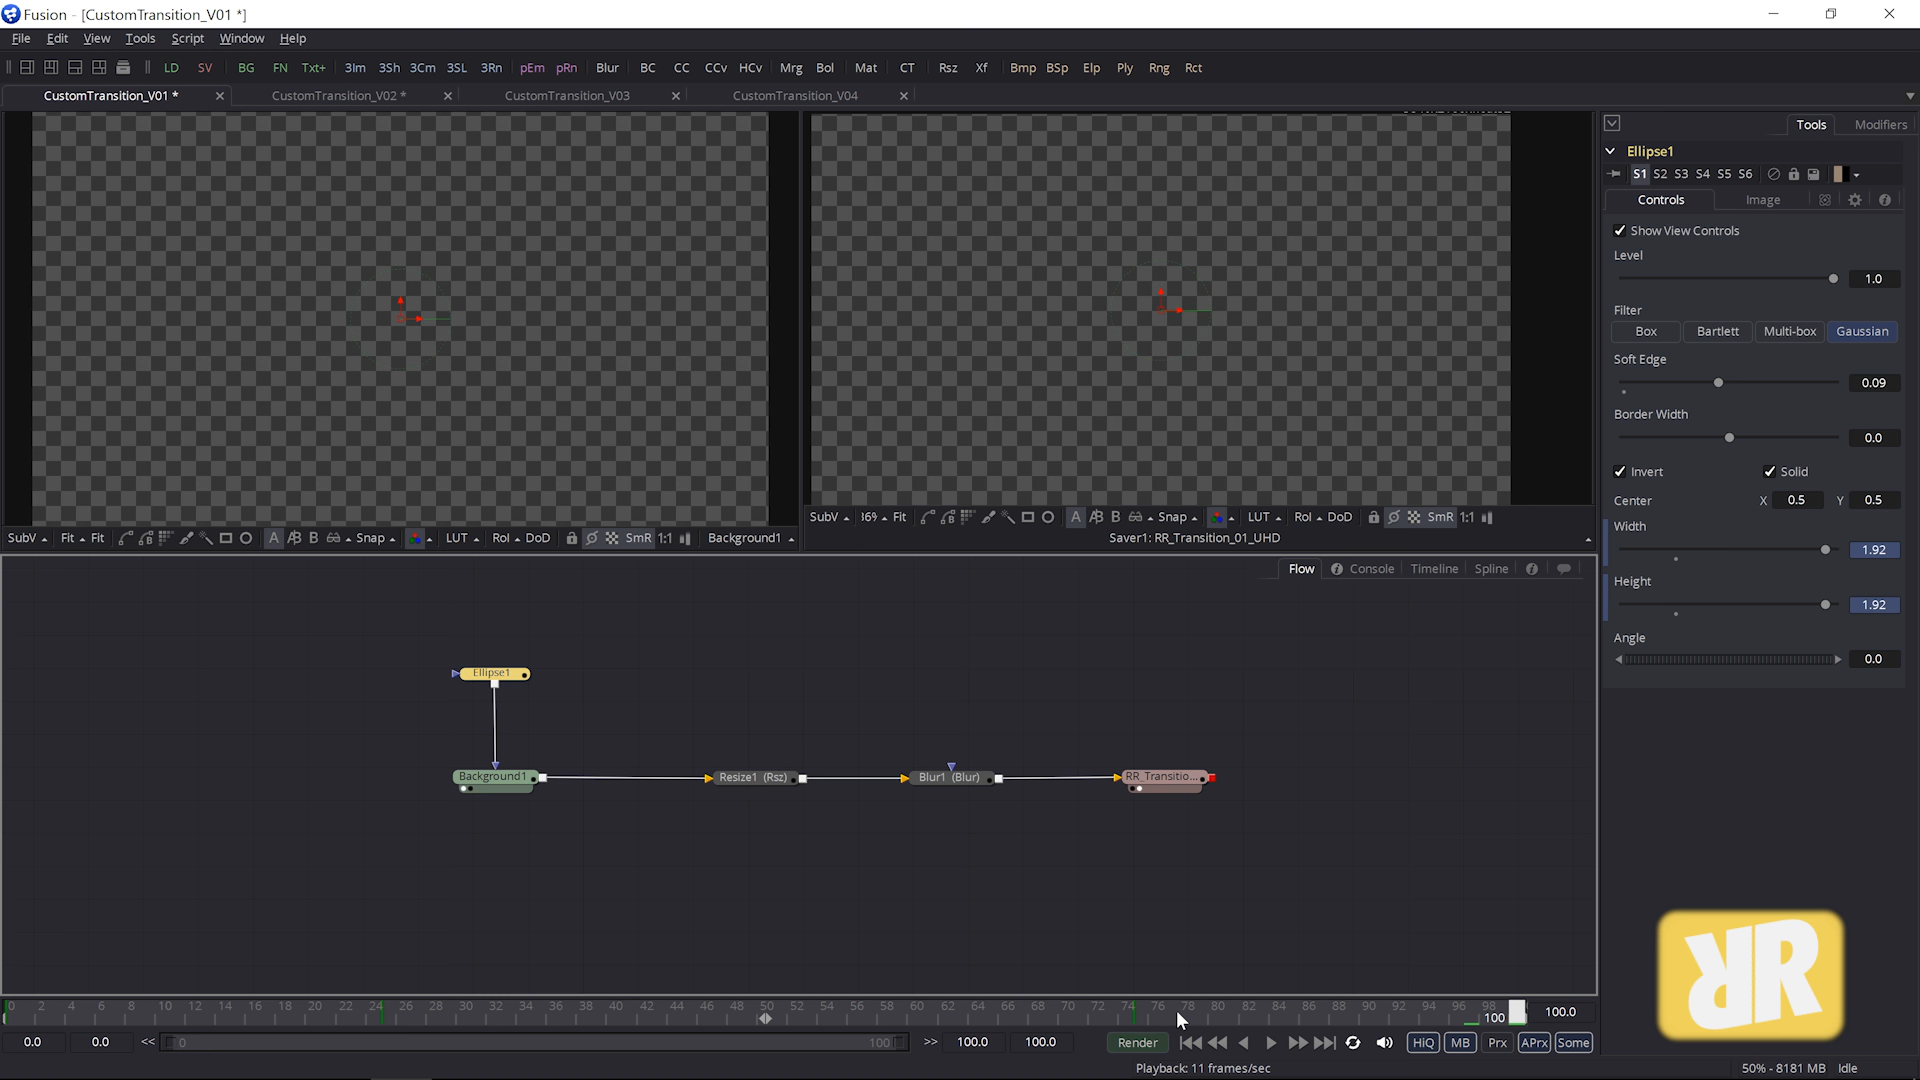 Fusion - [CustomTransition_V01 *]
File Edit View Tools Script Window Help
LD SV BG FN Txt+ 3Im 3Sh 3Cm 3SL 3Rn pEm pRn Blur BC CC CCv HCv Mrg Bol Mat CT Rsz Xf Bmp BSp Elp Ply Rng Rct
CustomTransition_V01 * CustomTransition_V02 * CustomTransition_V03 CustomTransition_V04
Tools Modifiers
Ellipse1
S1 S2 S3 S4 S5 S6
Controls Image
Show View Controls
Level
1.0
Filter
Box Bartlett Multi-box Gaussian
Soft Edge
0.09
Border Width
0.0
Invert Solid
Center X 0.5 Y 0.5
Width
1.92
Height
1.92
Angle
0.0
SubV 36% Fit A B Snap LUT RoI DoD SmR 1:1
Saver1: RR_Transition_01_UHD
SubV Fit Fit A B Snap LUT RoI DoD SmR 1:1 Background1
Flow Console Timeline Spline
Ellipse1
Background1 Resize1 (Rsz) Blur1 (Blur) RR_Transitio...
0 2 4 6 8 10 12 14 16 18 20 22 24 26 28 30 32 34 36 38 40 42 44 46 48 50 52 54 56 58 60 62 64 66 68 70 72 74 76 78 80 82 84 86 88 90 92 94 96 98 100 100.0
0.0 0.0 << 0 100 >> 100.0 100.0 Render HiQ MB Prx APrx Some
Playback: 11 frames/sec 50% - 8181 MB Idle
RR